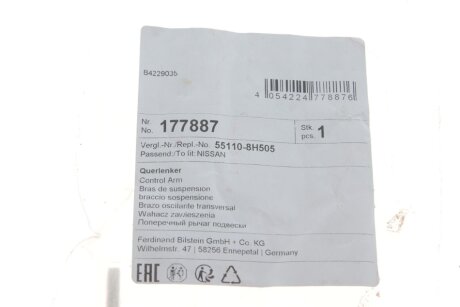 B4229035
4 054224 778876
Nr.
No. 177887
Stk.
pcs. 1
Vergl.-Nr./Repl.-No. 55110-8H505
Passend/To fit: NISSAN
Querlenker
Control Arm
Bras de suspension
braccio sospensione
Brazo oscilante transversal
Wahacz zawieszenia
Поперечный рычаг подвески
Ferdinand Bilstein GmbH + Co. KG
Wilhelmstr. 47 | 58256 Ennepetal | Germany
EAC